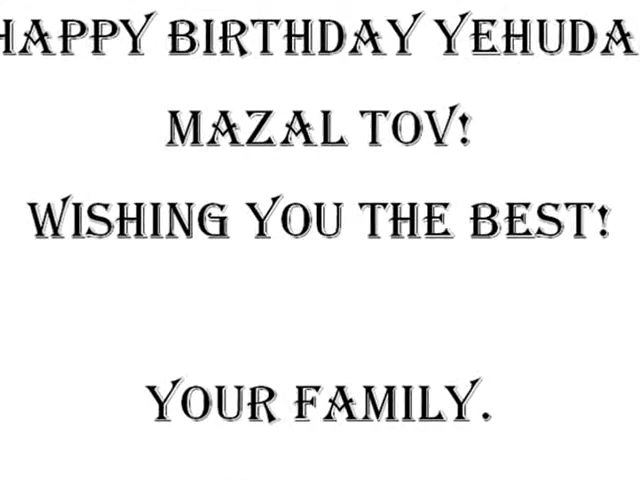 HAPPY BIRTHDAY YEHUDA
MAZAL TOV!
WISHING YOU THE BEST!
YOUR FAMILY.